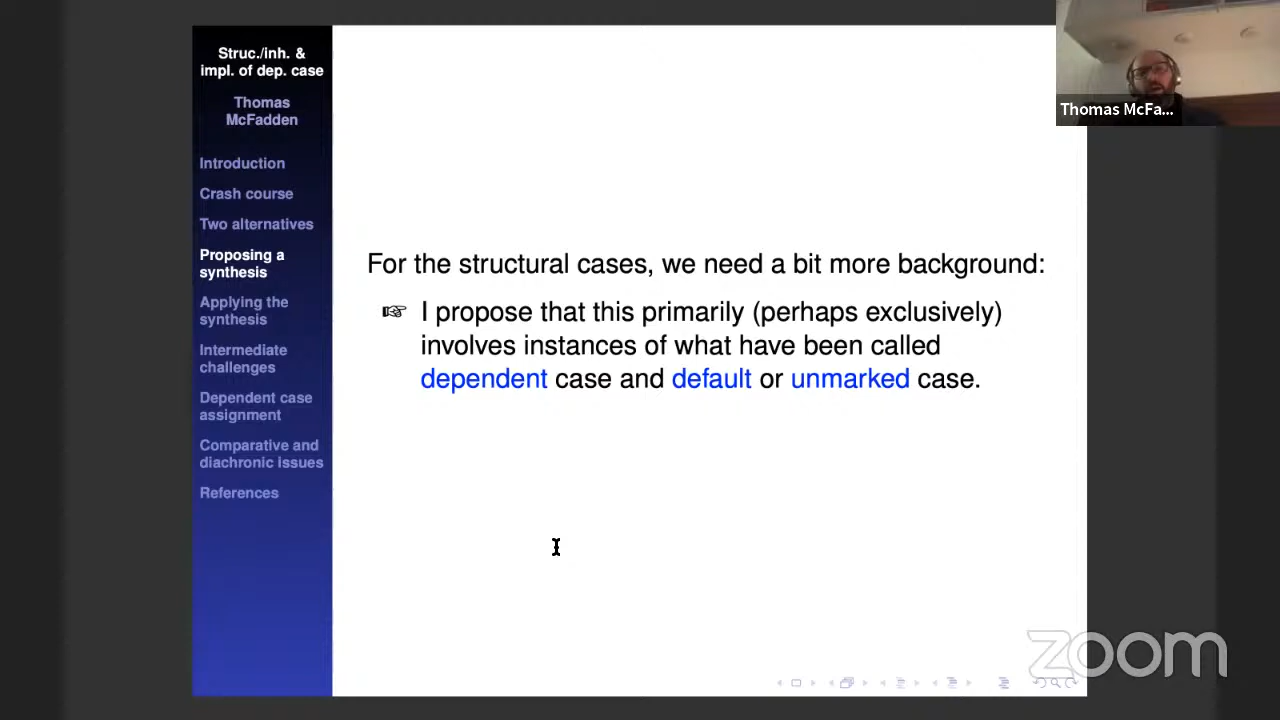 Struc./inh. &
impl. of dep. case
Thomas
McFadden
Introduction
Crash course
Two alternatives
Proposing a
synthesis
Applying the
synthesis
Intermediate
challenges
Dependent case
assignment
Comparative and
diachronic issues
References
For the structural cases, we need a bit more background:
☞ I propose that this primarily (perhaps exclusively)
involves instances of what have been called
dependent case and default or unmarked case.
Thomas McFa...
zoom